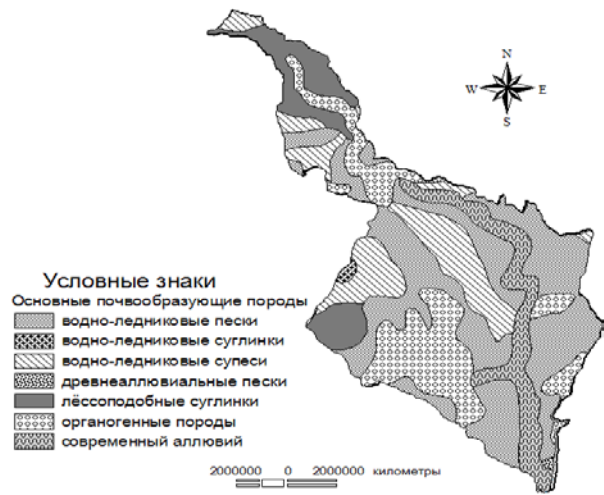 N
W E
S
Условные знаки
Основные почвообразующие породы
водно-ледниковые пески
водно-ледниковые суглинки
водно-ледниковые супеси
древнеаллювиальные пески
лёссоподобные суглинки
органогенные породы
современный аллювий
2000000 0 2000000 километры